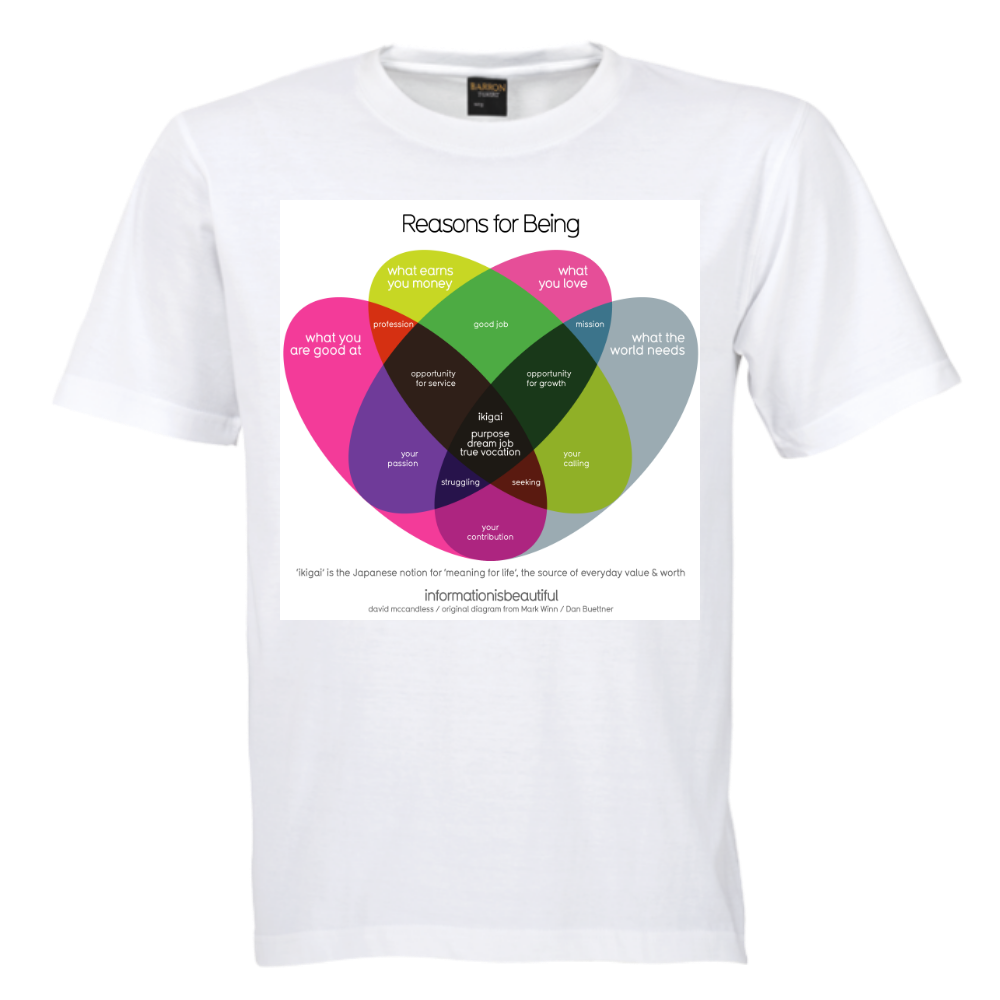 BARRON
Reasons for Being
what earns
you money
what
you love
what you
are good at
profession
good job
mission
what the
world needs
opportunity
for service
opportunity
for growth
ikigai
purpose
dream job
true vocation
your
passion
your
calling
struggling
seeking
your
contribution
'ikigai' is the Japanese notion for 'meaning for life', the source of everyday value & worth
informationisbeautiful
david mccandless / original diagram from Mark Winn / Dan Buettner